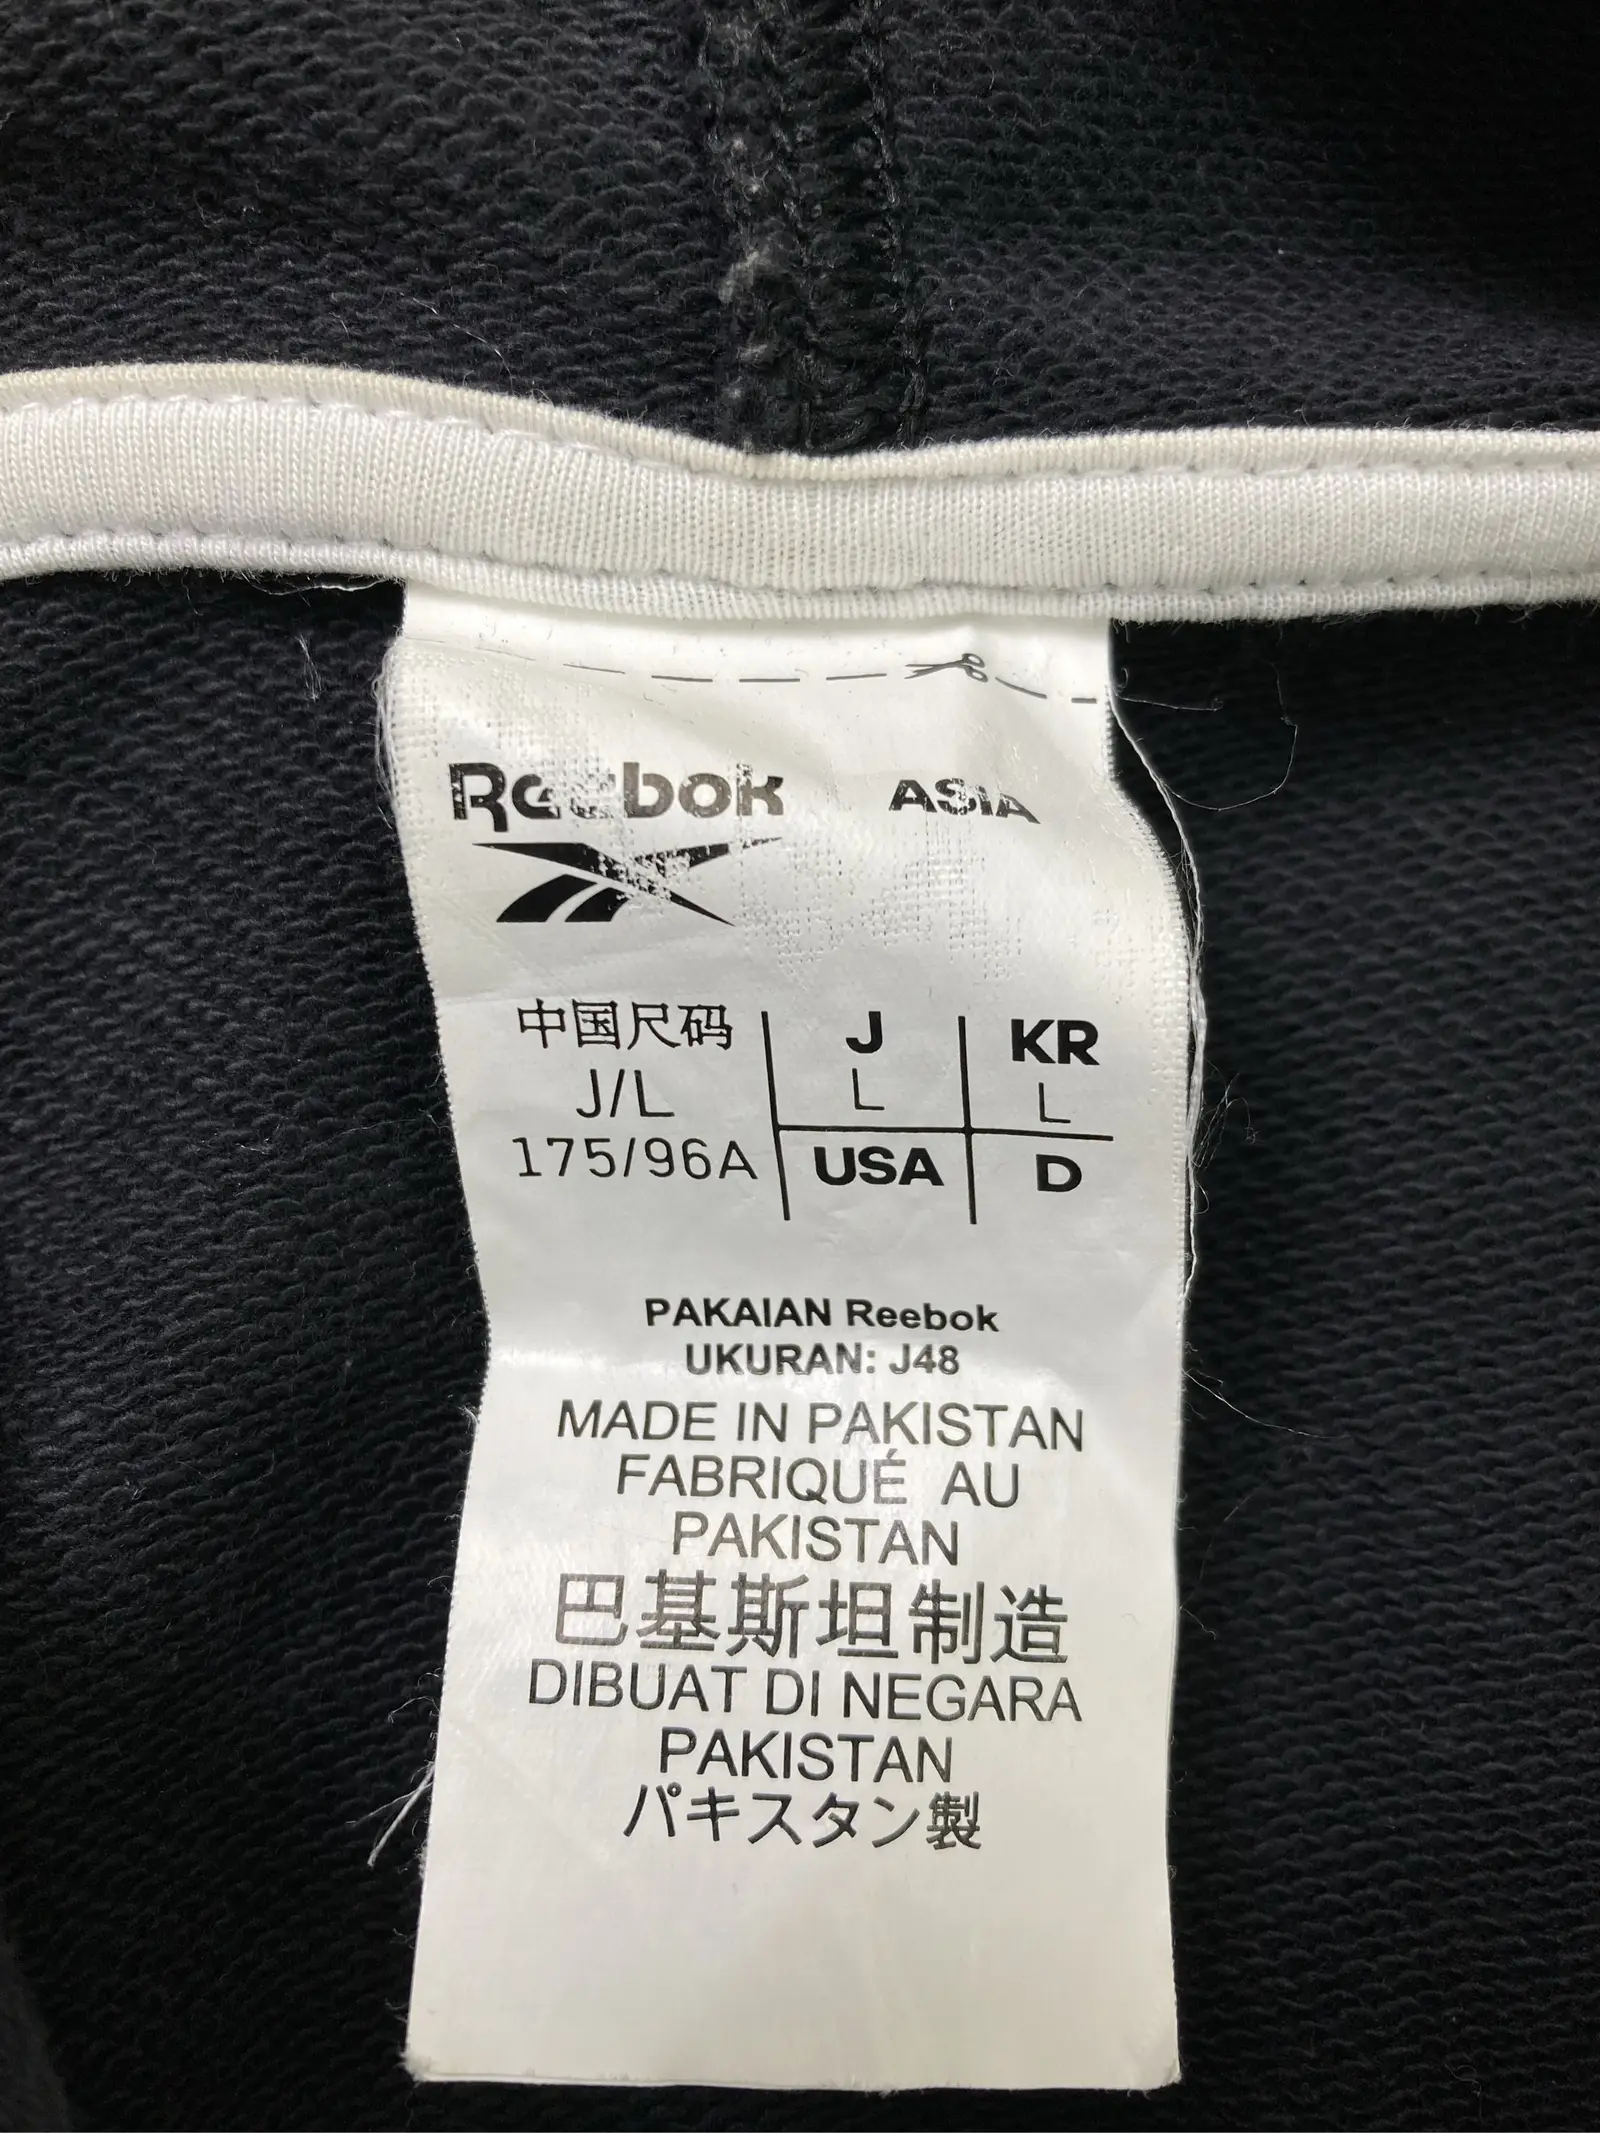 Reebok ASIA
中国尺码 J KR
J/L L L
175/96A USA D
PAKAIAN Reebok
UKURAN: J48
MADE IN PAKISTAN
FABRIQUÉ AU
PAKISTAN
巴基斯坦制造
DIBUAT DI NEGARA
PAKISTAN
パキスタン製